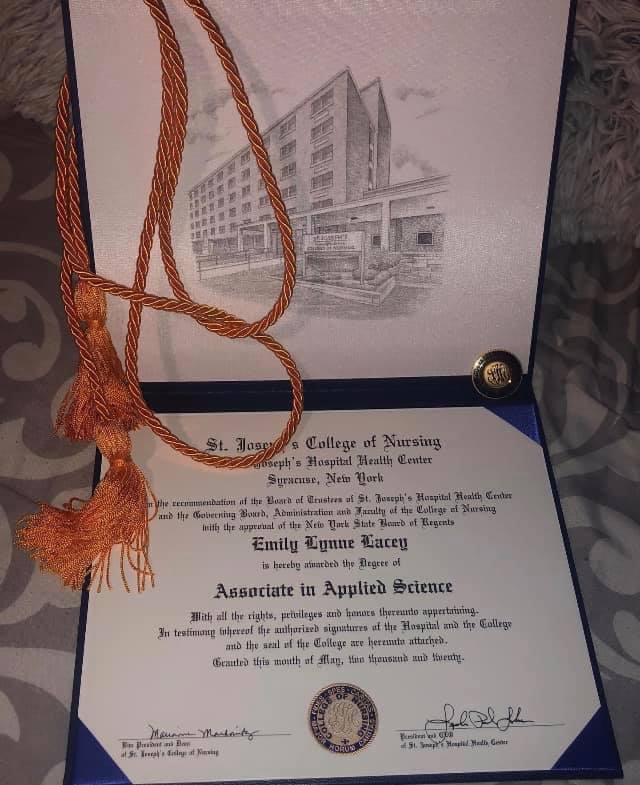 St. Joseph's College of Nursing
Joseph's Hospital Health Center
Syracuse, New York
the recommendation of the Board of Trustees of St. Joseph's Hospital Health Center
and the Governing Board, Administration and Faculty of the College of Nursing
with the approval of the New York State Board of Regents
Emily Lynne Lacey
is hereby awarded the Degree of
Associate in Applied Science
With all the rights, privileges and honors thereunto appertaining.
In testimony whereof the authorized signatures of the Hospital and the College
and the seal of the College are hereunto attached.
Granted this month of May, two thousand and twenty.
COLLEGE OF NURSING
HORUM
Vice President and Dean
of St. Joseph's College of Nursing
President and CEO
of St. Joseph's Hospital Health Center